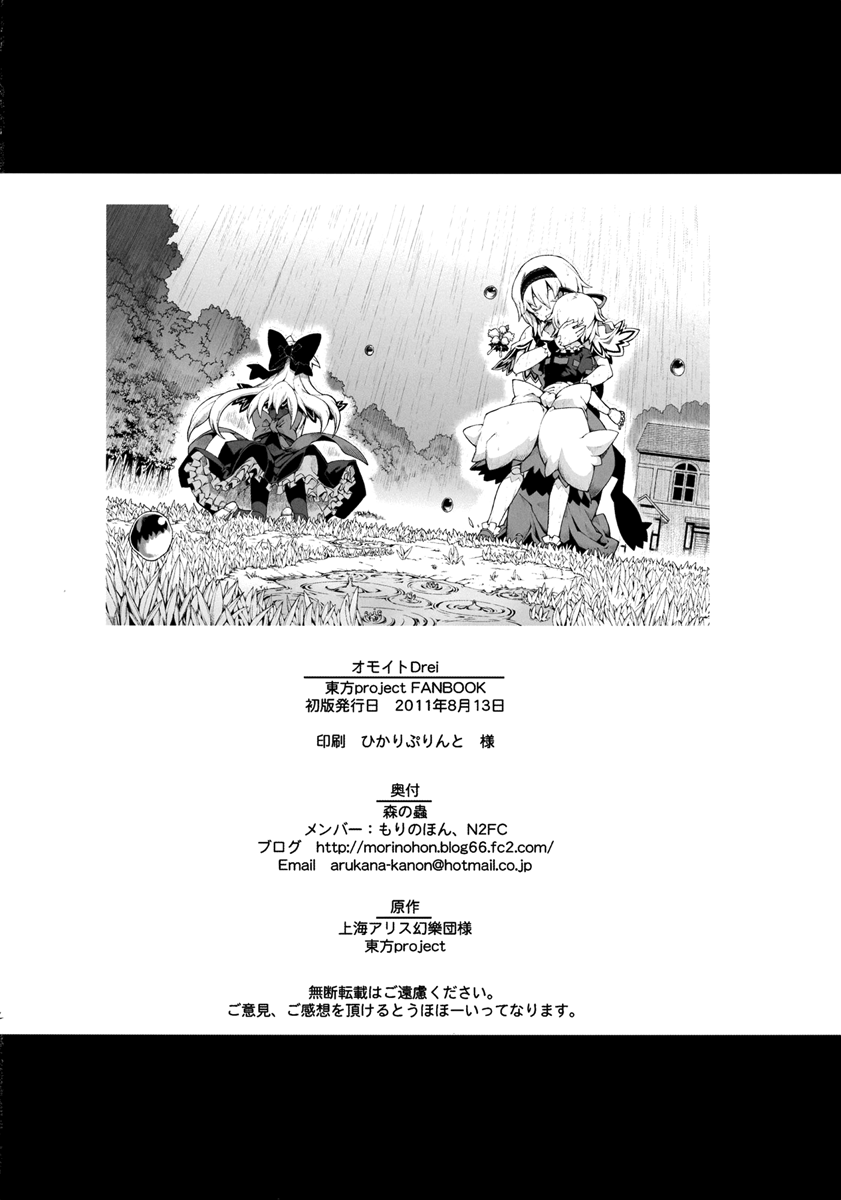 オモイトDrei
東方project FANBOOK
初版発行日　2011年8月13日
印刷　ひかりぷりんと　様
奥付
森の蟲
メンバー：もりのほん、N2FC
ブログ　http://morinohon.blog66.fc2.com/
Email　arukana-kanon@hotmail.co.jp
原作
上海アリス幻樂団様
東方project
無断転載はご遠慮ください。
ご意見、ご感想を頂けるとうほほーいってなります。